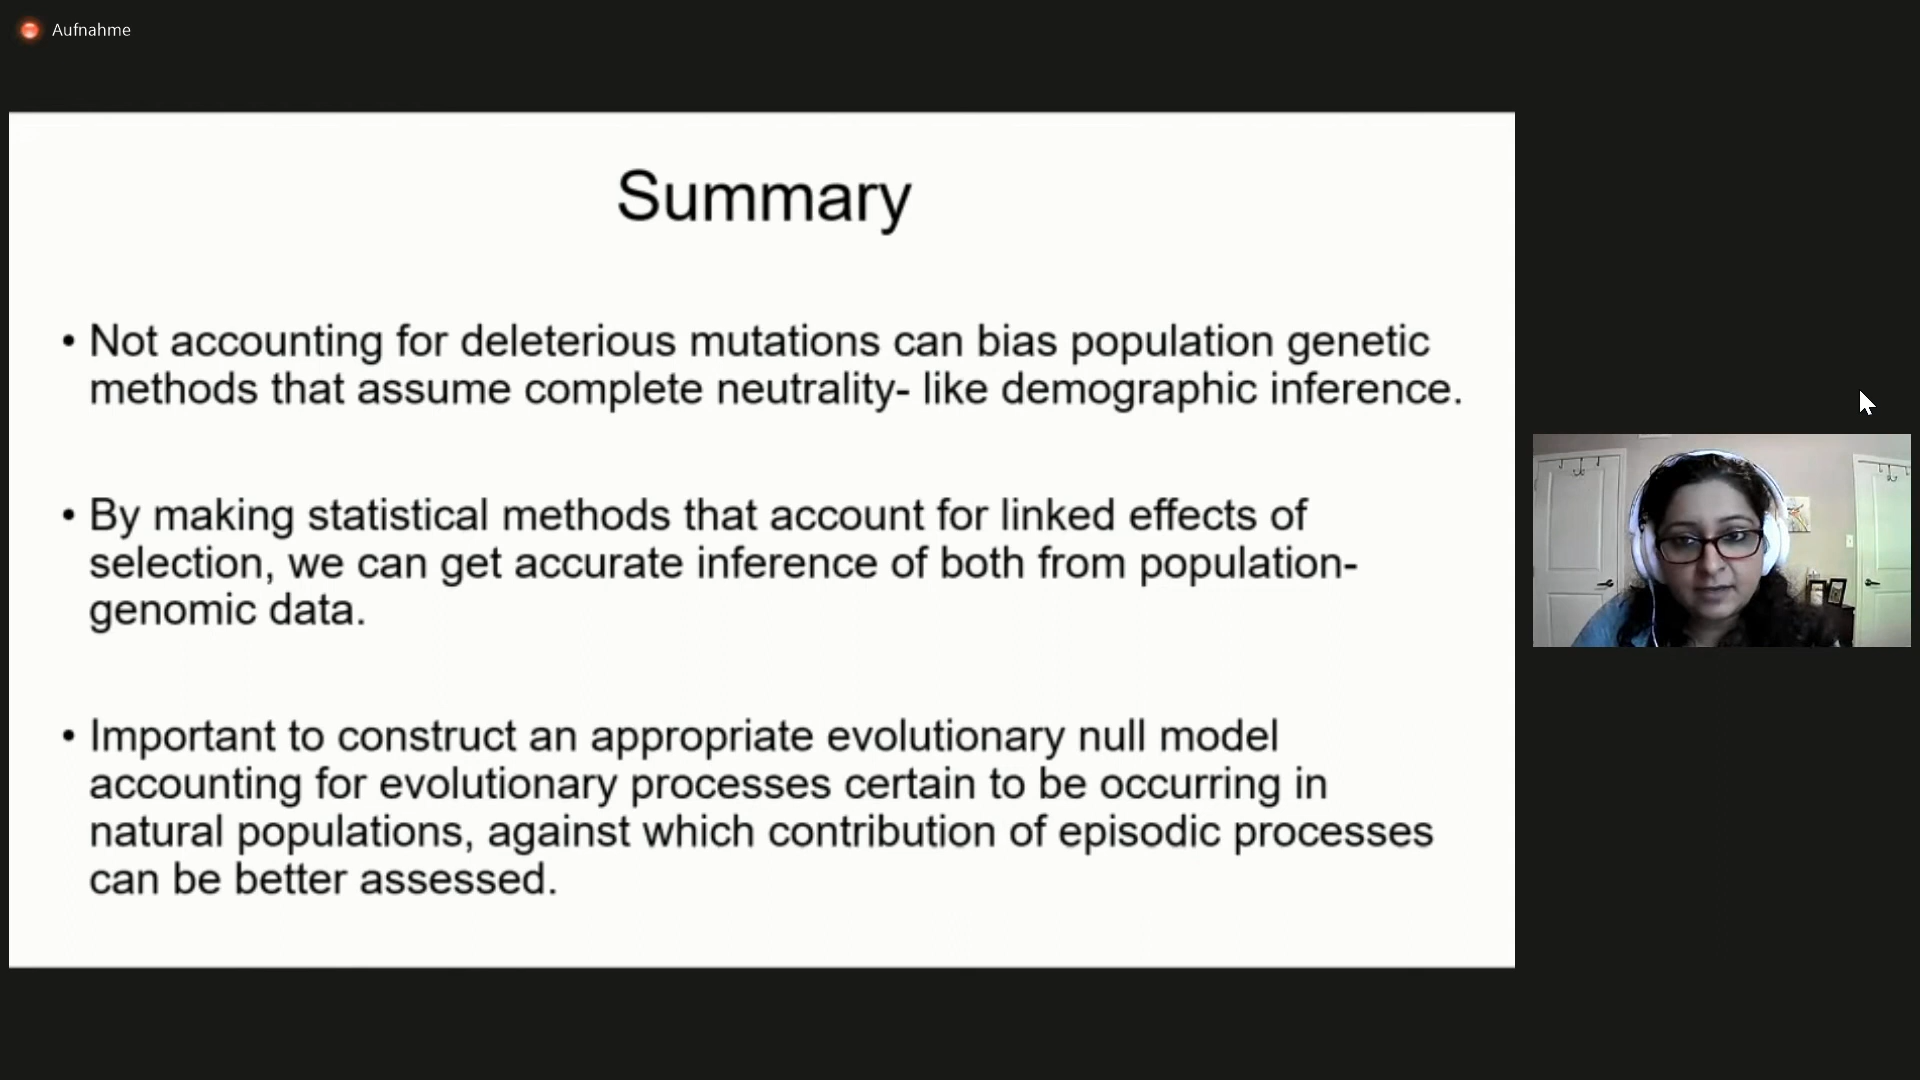 Aufnahme
Summary
• Not accounting for deleterious mutations can bias population genetic
methods that assume complete neutrality- like demographic inference.
• By making statistical methods that account for linked effects of
selection, we can get accurate inference of both from population-
genomic data.
• Important to construct an appropriate evolutionary null model
accounting for evolutionary processes certain to be occurring in
natural populations, against which contribution of episodic processes
can be better assessed.